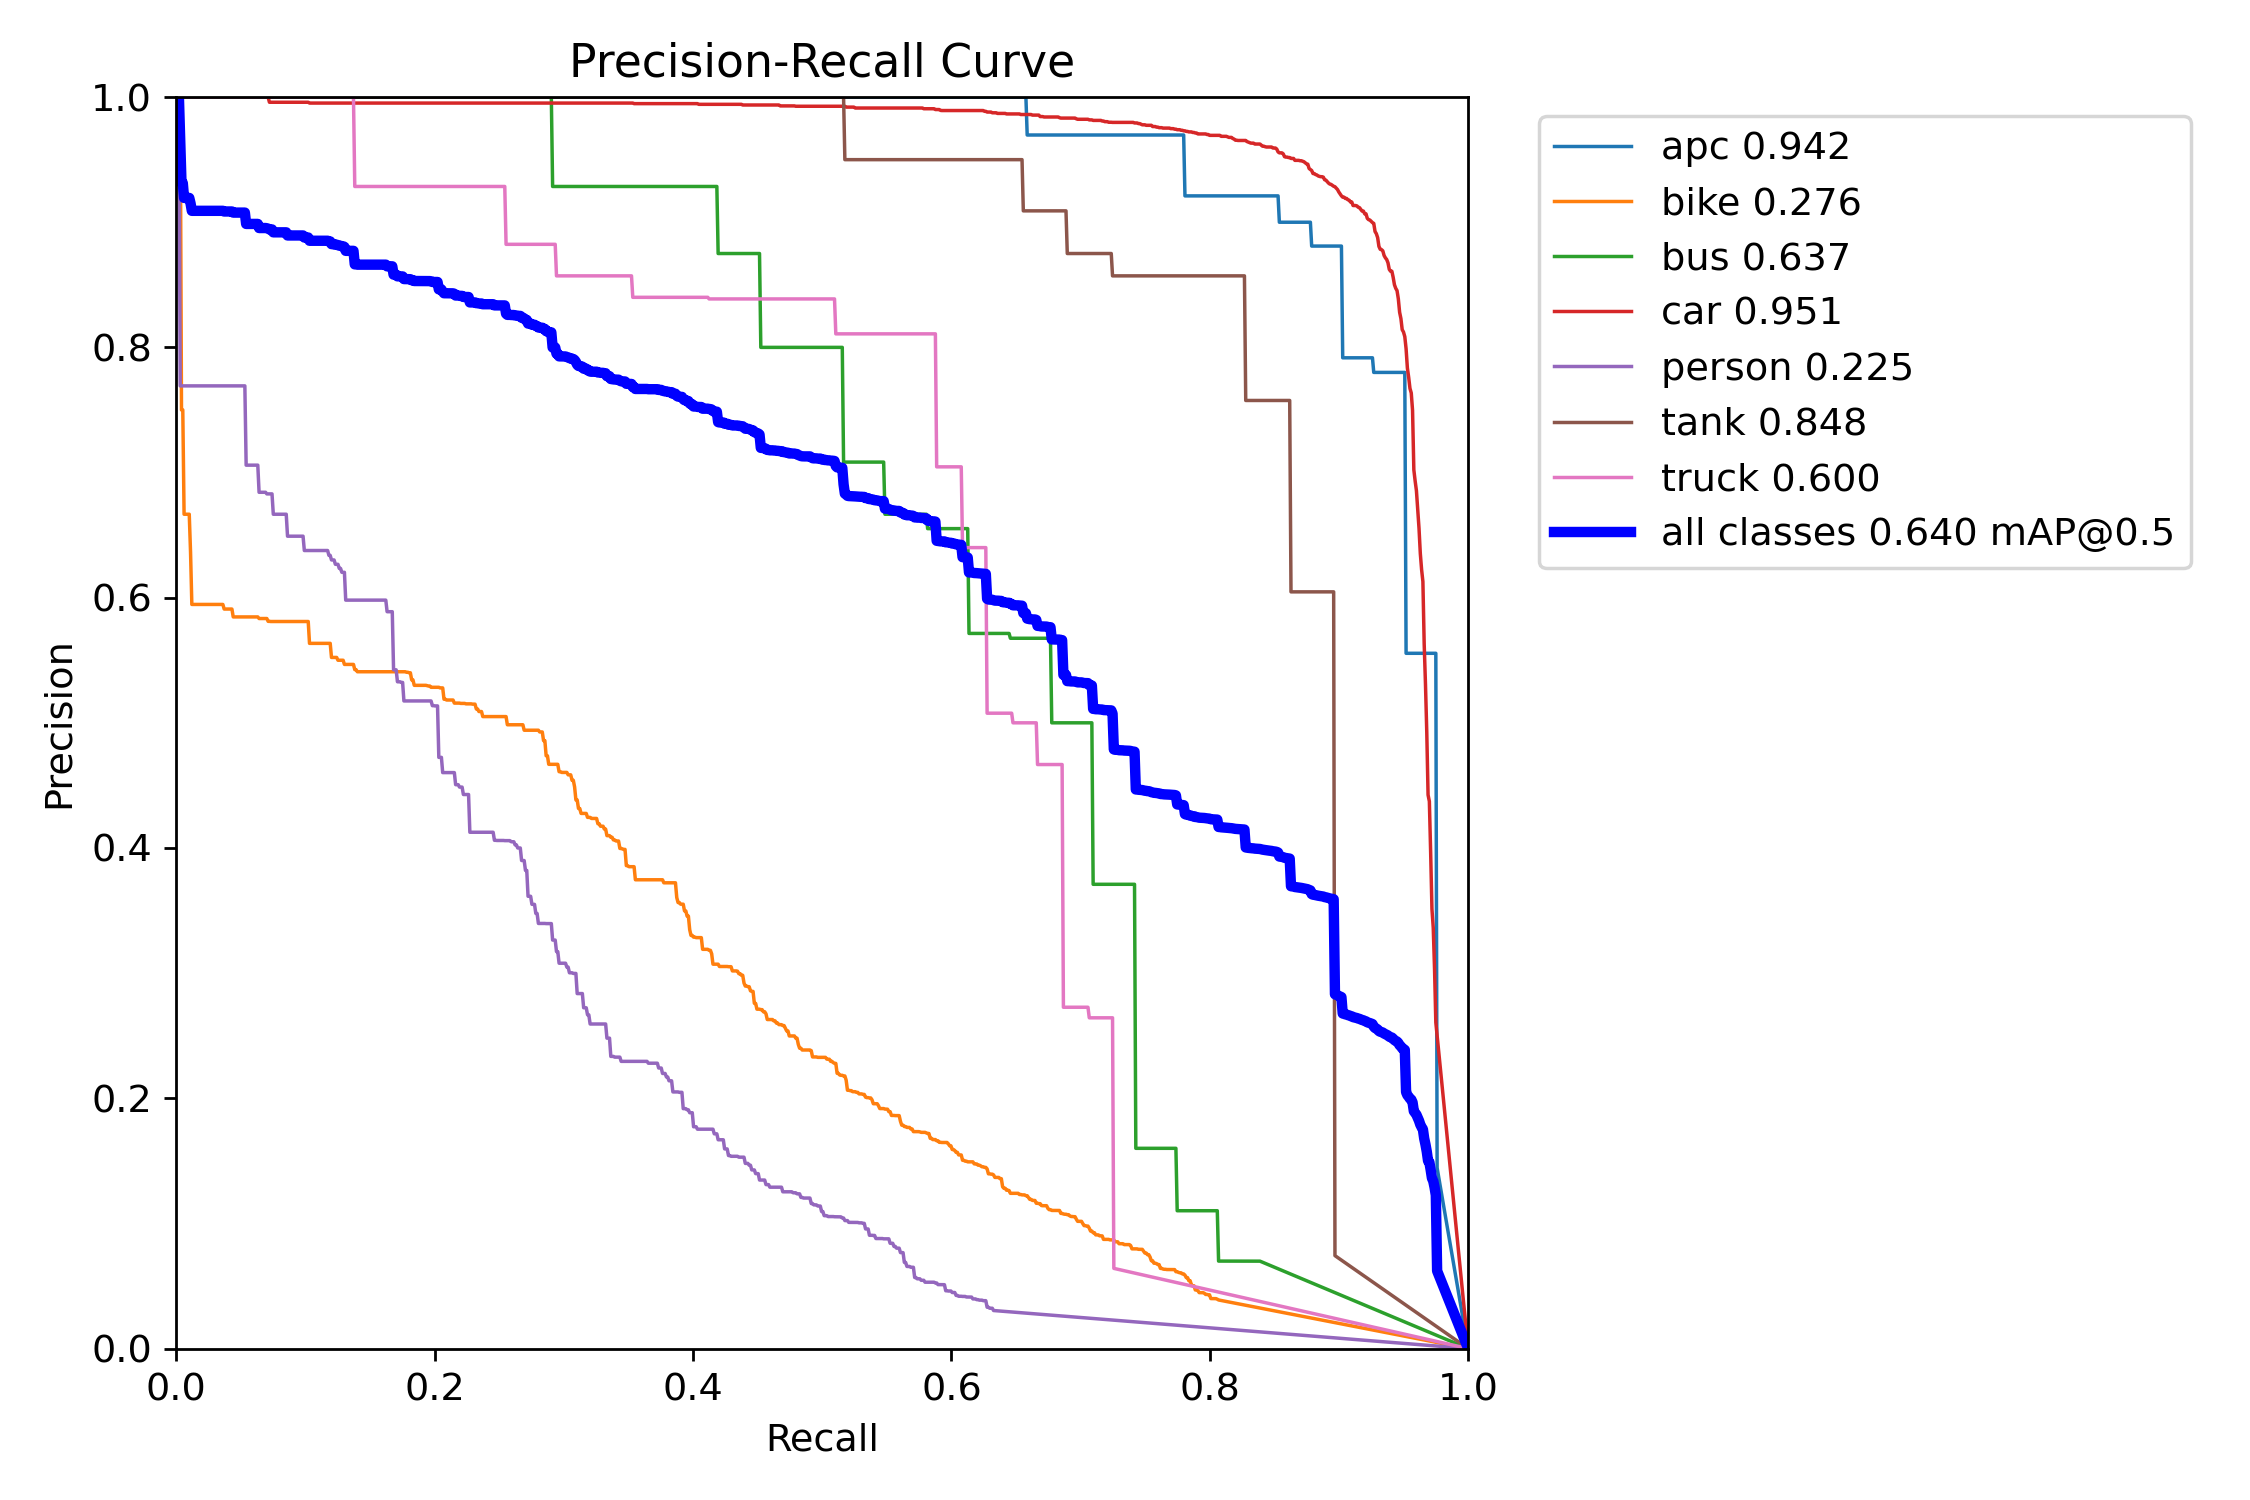 Precision-Recall Curve
1.0
0.8
0.6
0.4
0.2
0.0
Precision
0.0 0.2 0.4 0.6 0.8 1.0
Recall
apc 0.942
bike 0.276
bus 0.637
car 0.951
person 0.225
tank 0.848
truck 0.600
all classes 0.640 mAP@0.5